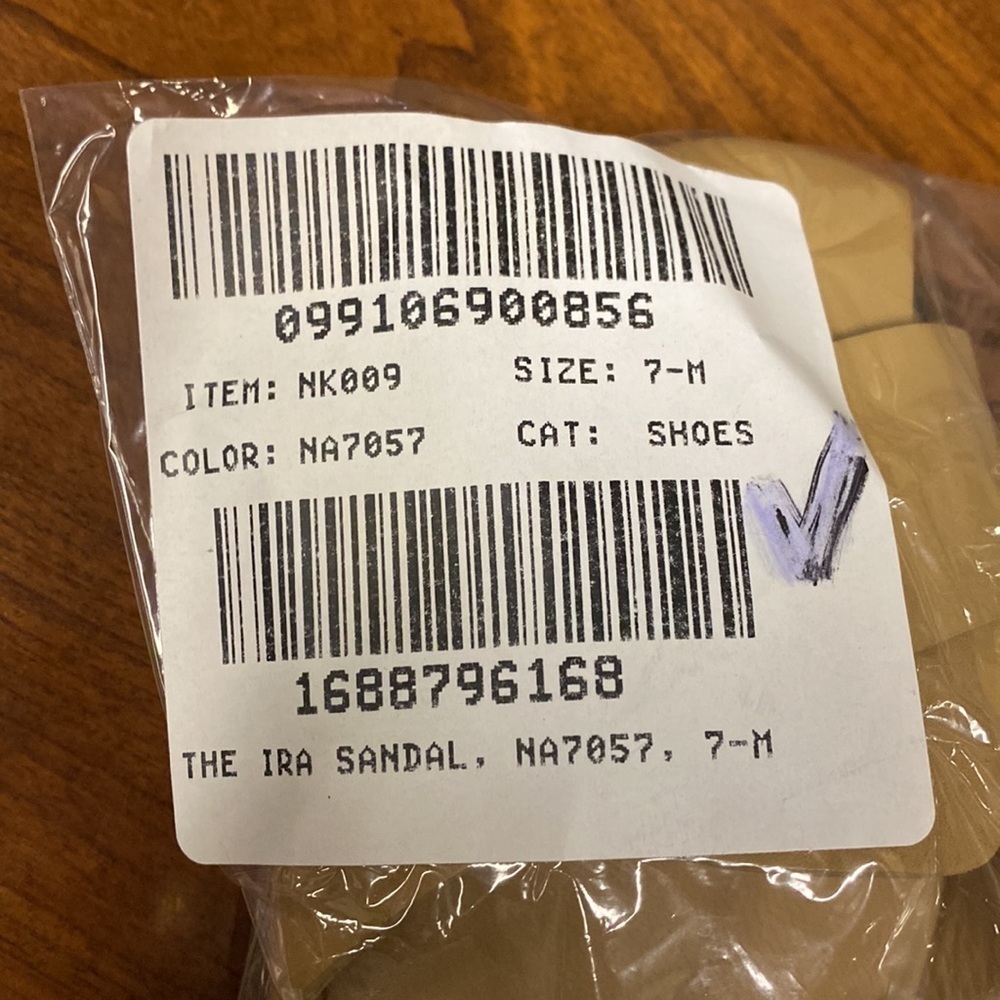 099106900856
ITEM: NK009 SIZE: 7-M
COLOR: NA7057 CAT: SHOES
1688796168
THE IRA SANDAL, NA7057, 7-M